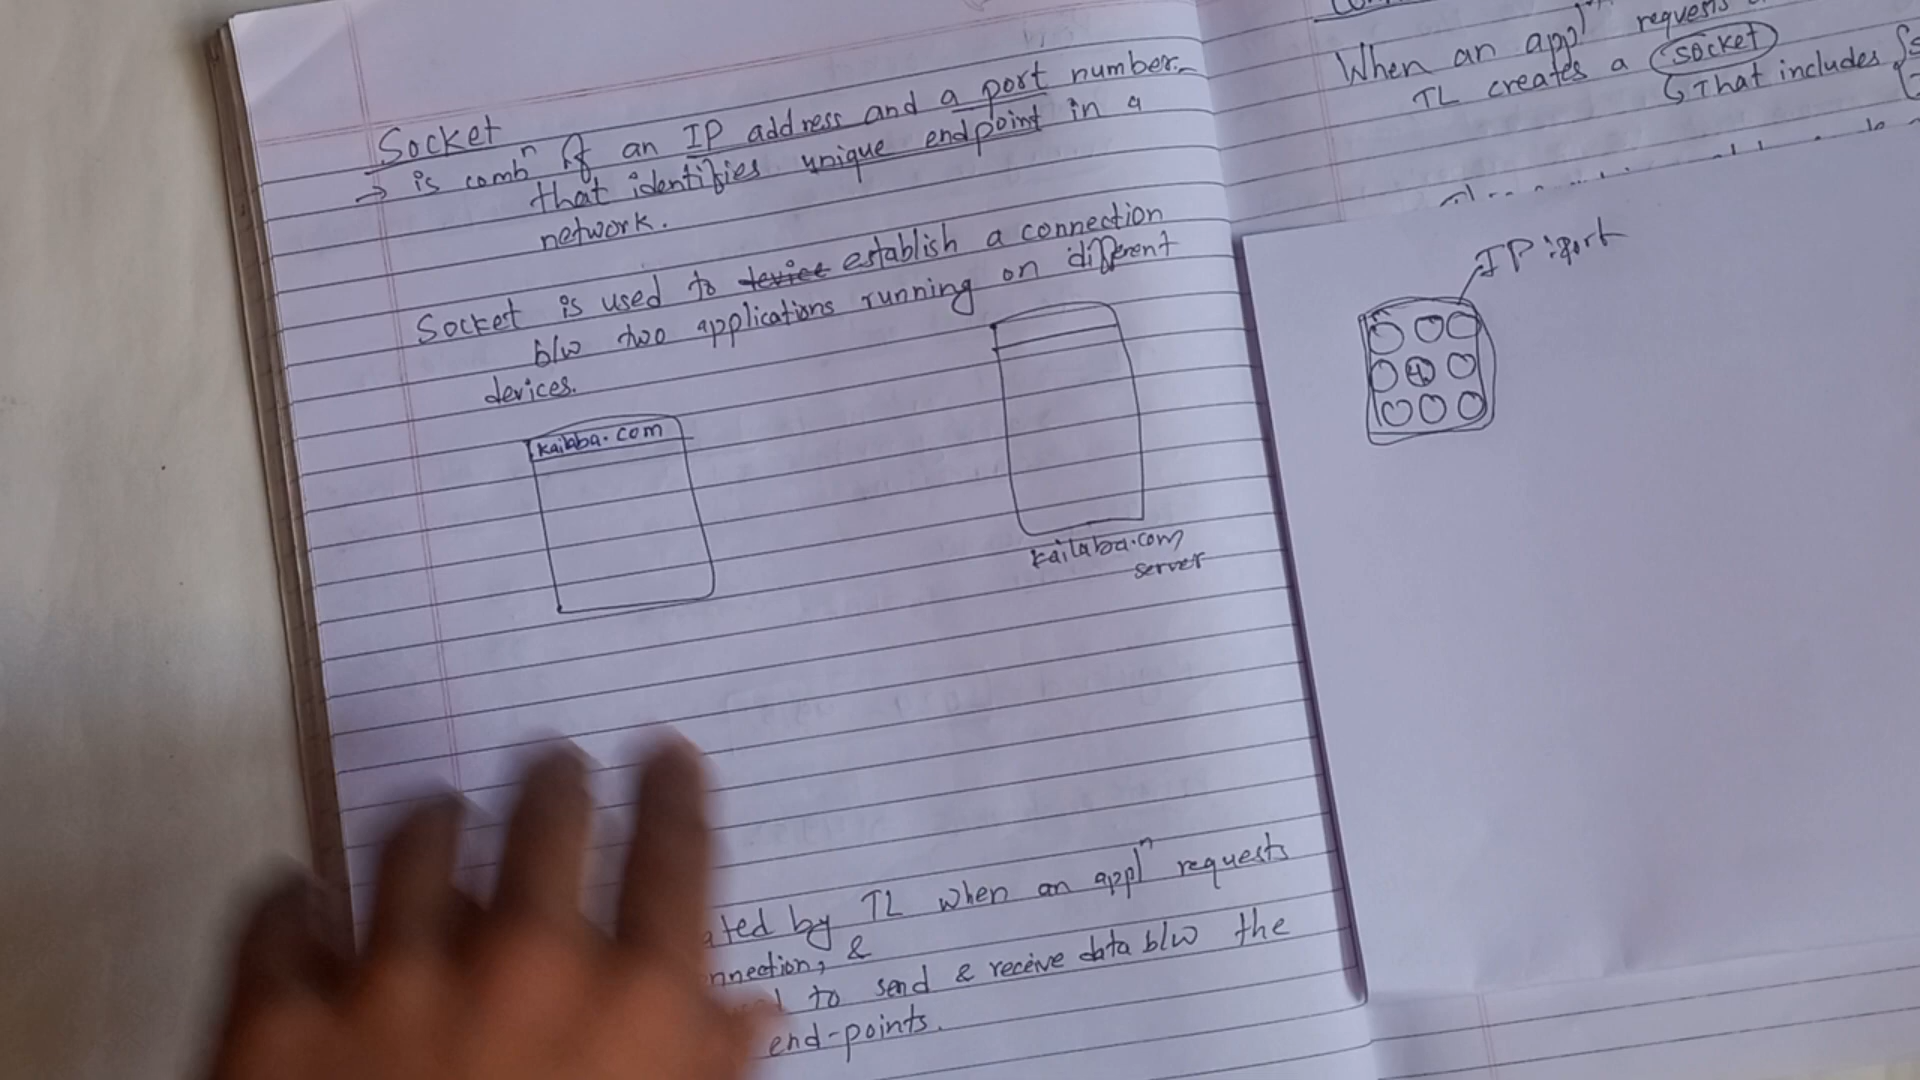 Socket
→ is combⁿ of an IP address and a port number
that identifies unique endpoint in a
network.
Socket is used to device establish a connection
b/w two applications running on different
devices.
kailaba.com
kailaba.com
server
ated by TL when an applⁿ requests
nnection, &
to send & receive data b/w the
end-points.
When an applⁿ requests
TL creates a socket
↳ That includes {
IP:port